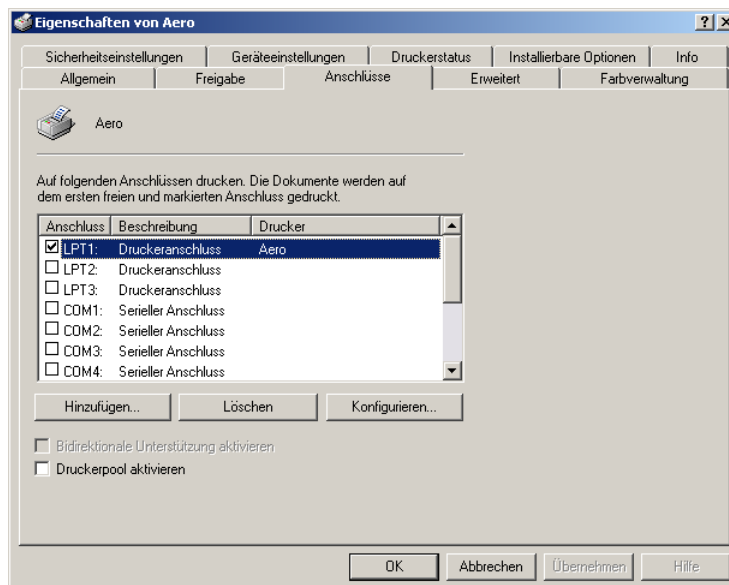 Eigenschaften von Aero
Sicherheitseinstellungen Geräteeinstellungen Druckerstatus Installierbare Optionen Info
Allgemein Freigabe Anschlüsse Erweitert Farbverwaltung
Aero
Auf folgenden Anschlüssen drucken. Die Dokumente werden auf
dem ersten freien und markierten Anschluss gedruckt.
Anschluss Beschreibung Drucker
LPT1: Druckeranschluss Aero
LPT2: Druckeranschluss
LPT3: Druckeranschluss
COM1: Serieller Anschluss
COM2: Serieller Anschluss
COM3: Serieller Anschluss
COM4: Serieller Anschluss
Hinzufügen... Löschen Konfigurieren...
Bidirektionale Unterstützung aktivieren
Druckerpool aktivieren
OK Abbrechen Übernehmen Hilfe